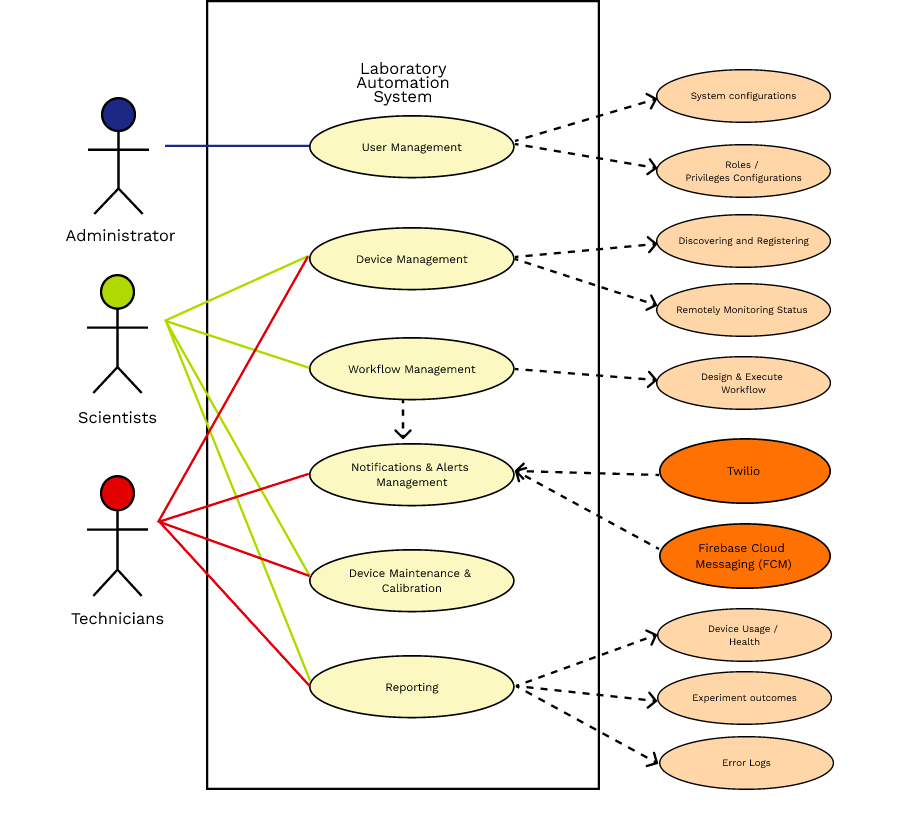 Laboratory
Automation
System
Administrator
Scientists
Technicians
User Management
Device Management
Workflow Management
Notifications & Alerts
Management
Device Maintenance &
Calibration
Reporting
System configurations
Roles /
Privileges Configurations
Discovering and Registering
Remotely Monitoring Status
Design & Execute
Workflow
Twilio
Firebase Cloud
Messaging (FCM)
Device Usage /
Health
Experiment outcomes
Error Logs